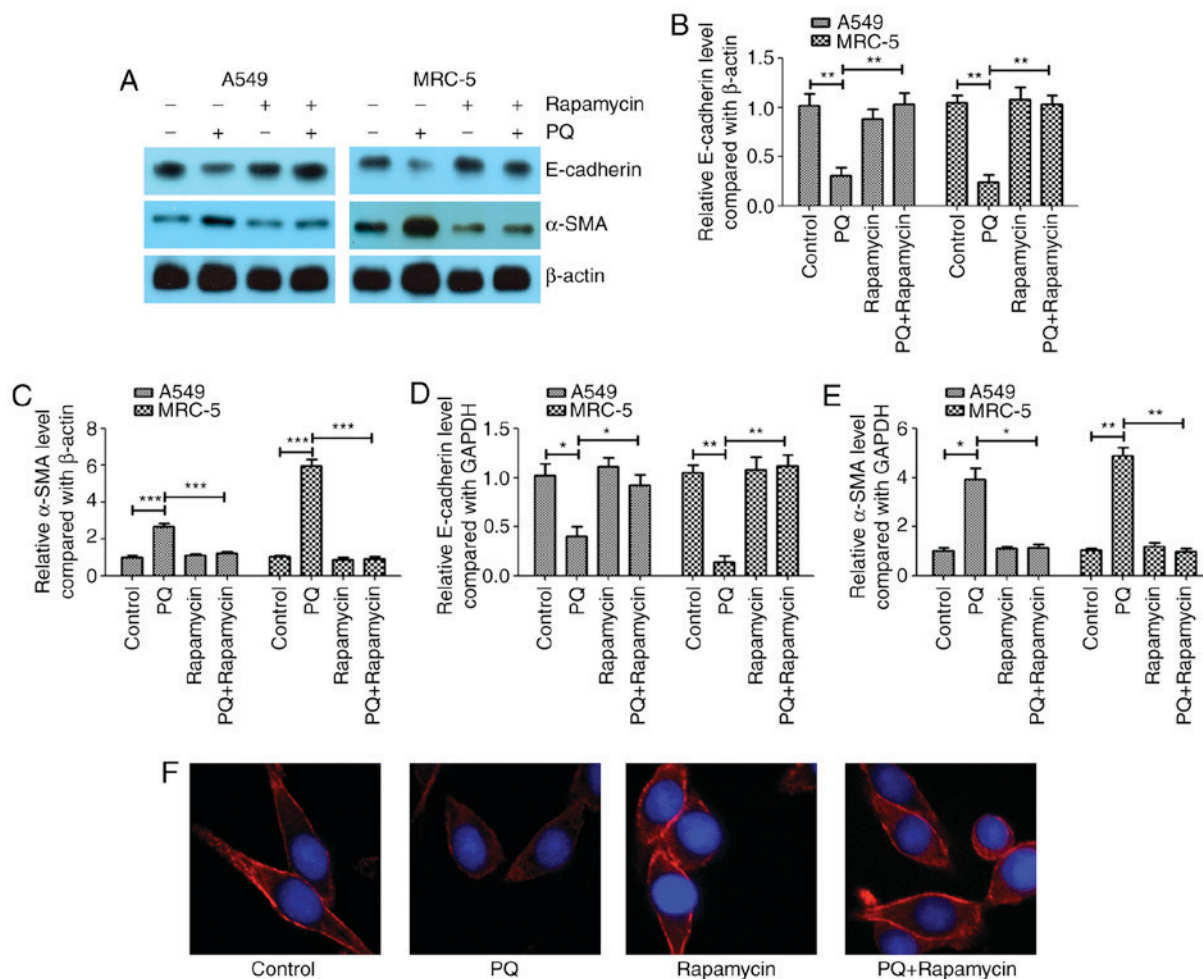 A
A549
MRC-5
− − + + − − + + Rapamycin
− + − + − + − + PQ
E-cadherin
α-SMA
β-actin
B
A549
MRC-5
Relative E-cadherin level
compared with β-actin
1.5
1.0
0.5
0.0
** ** ** **
Control PQ Rapamycin PQ+Rapamycin Control PQ Rapamycin PQ+Rapamycin
C
A549
MRC-5
Relative α-SMA level
compared with β-actin
8
6
4
2
0
*** *** *** ***
Control PQ Rapamycin PQ+Rapamycin Control PQ Rapamycin PQ+Rapamycin
D
A549
MRC-5
Relative E-cadherin level
compared with GAPDH
1.5
1.0
0.5
0.0
* * ** **
Control PQ Rapamycin PQ+Rapamycin Control PQ Rapamycin PQ+Rapamycin
E
A549
MRC-5
Relative α-SMA level
compared with GAPDH
6
4
2
0
* * ** **
Control PQ Rapamycin PQ+Rapamycin Control PQ Rapamycin PQ+Rapamycin
F
Control PQ Rapamycin PQ+Rapamycin